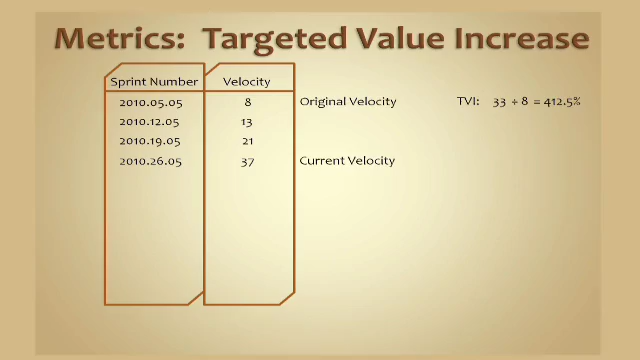 Metrics: Targeted Value Increase
Sprint Number Velocity
2010.05.05 8 Original Velocity TVI: 33 ÷ 8 = 412.5%
2010.12.05 13
2010.19.05 21
2010.26.05 37 Current Velocity